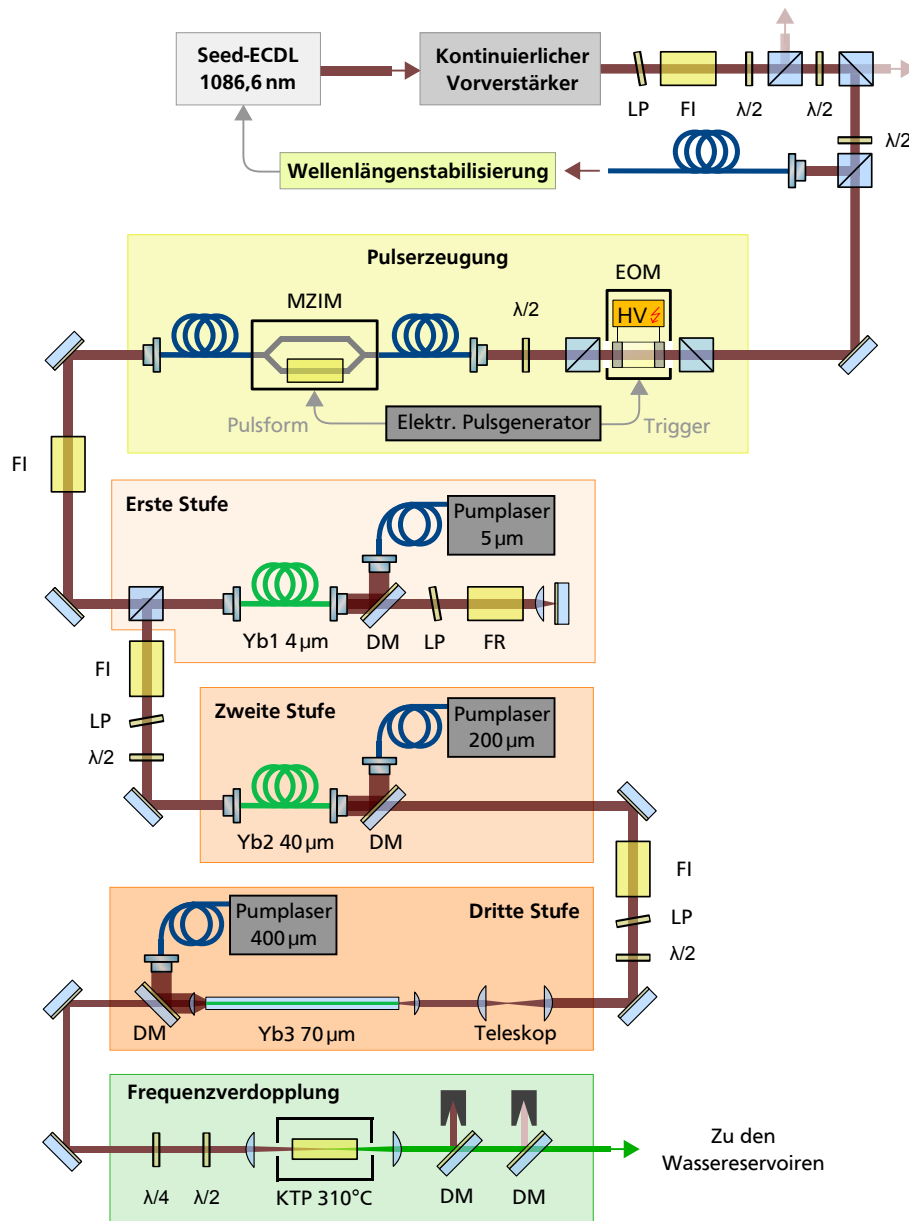 Seed-ECDL
1086,6 nm
Kontinuierlicher
Vorverstärker
LP
FI
λ/2
λ/2
λ/2
Wellenlängenstabilisierung
Pulserzeugung
EOM
MZIM
λ/2
HV
Pulsform
Elektr. Pulsgenerator
Trigger
FI
Erste Stufe
Pumplaser
5 µm
Yb1 4 µm
DM
LP
FR
FI
LP
λ/2
Zweite Stufe
Pumplaser
200 µm
Yb2 40 µm
DM
FI
LP
λ/2
Dritte Stufe
Pumplaser
400 µm
DM
Yb3 70 µm
Teleskop
Frequenzverdopplung
Zu den
Wassereservoiren
λ/4
λ/2
KTP 310°C
DM
DM